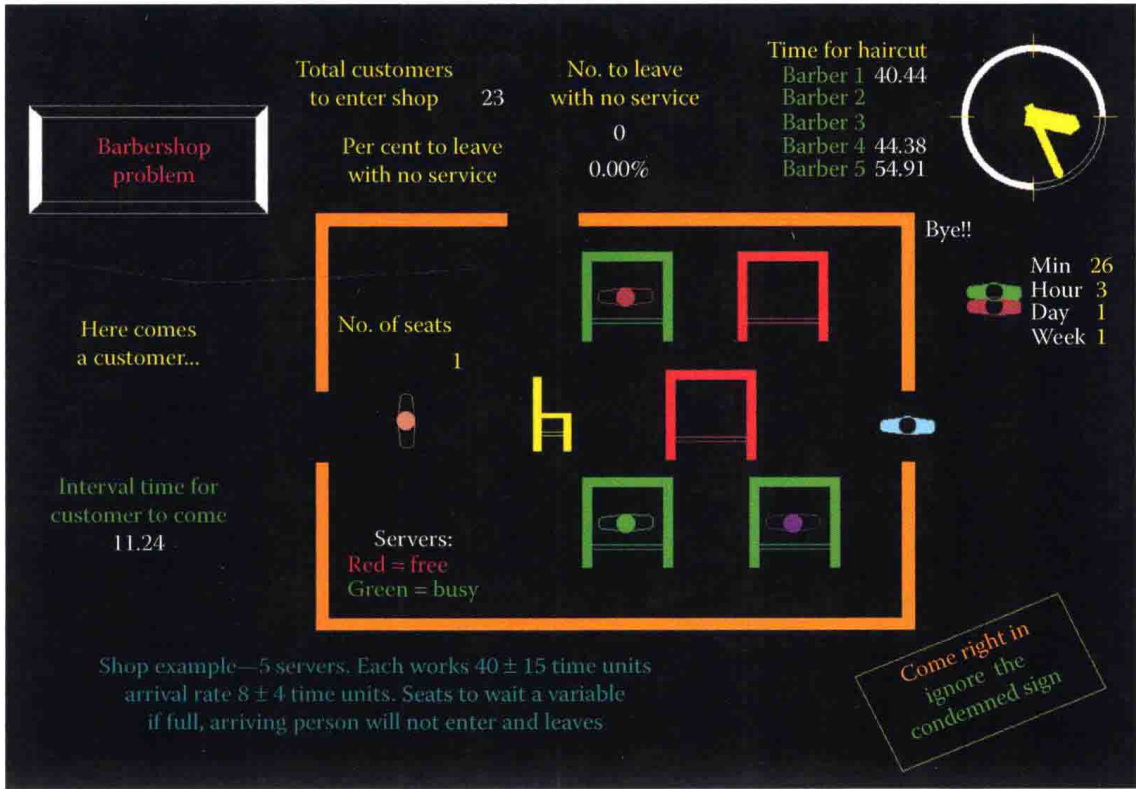 Barbershop
problem
Total customers
to enter shop 23
Per cent to leave
with no service
No. to leave
with no service
0
0.00%
Time for haircut
Barber 1 40.44
Barber 2
Barber 3
Barber 4 44.38
Barber 5 54.91
Bye!!
Min 26
Hour 3
Day 1
Week 1
Here comes
a customer...
No. of seats
1
Interval time for
customer to come
11.24
Servers:
Red = free
Green = busy
Shop example—5 servers. Each works 40 ± 15 time units
arrival rate 8 ± 4 time units. Seats to wait a variable
if full, arriving person will not enter and leaves
Come right in
ignore the
condemned sign